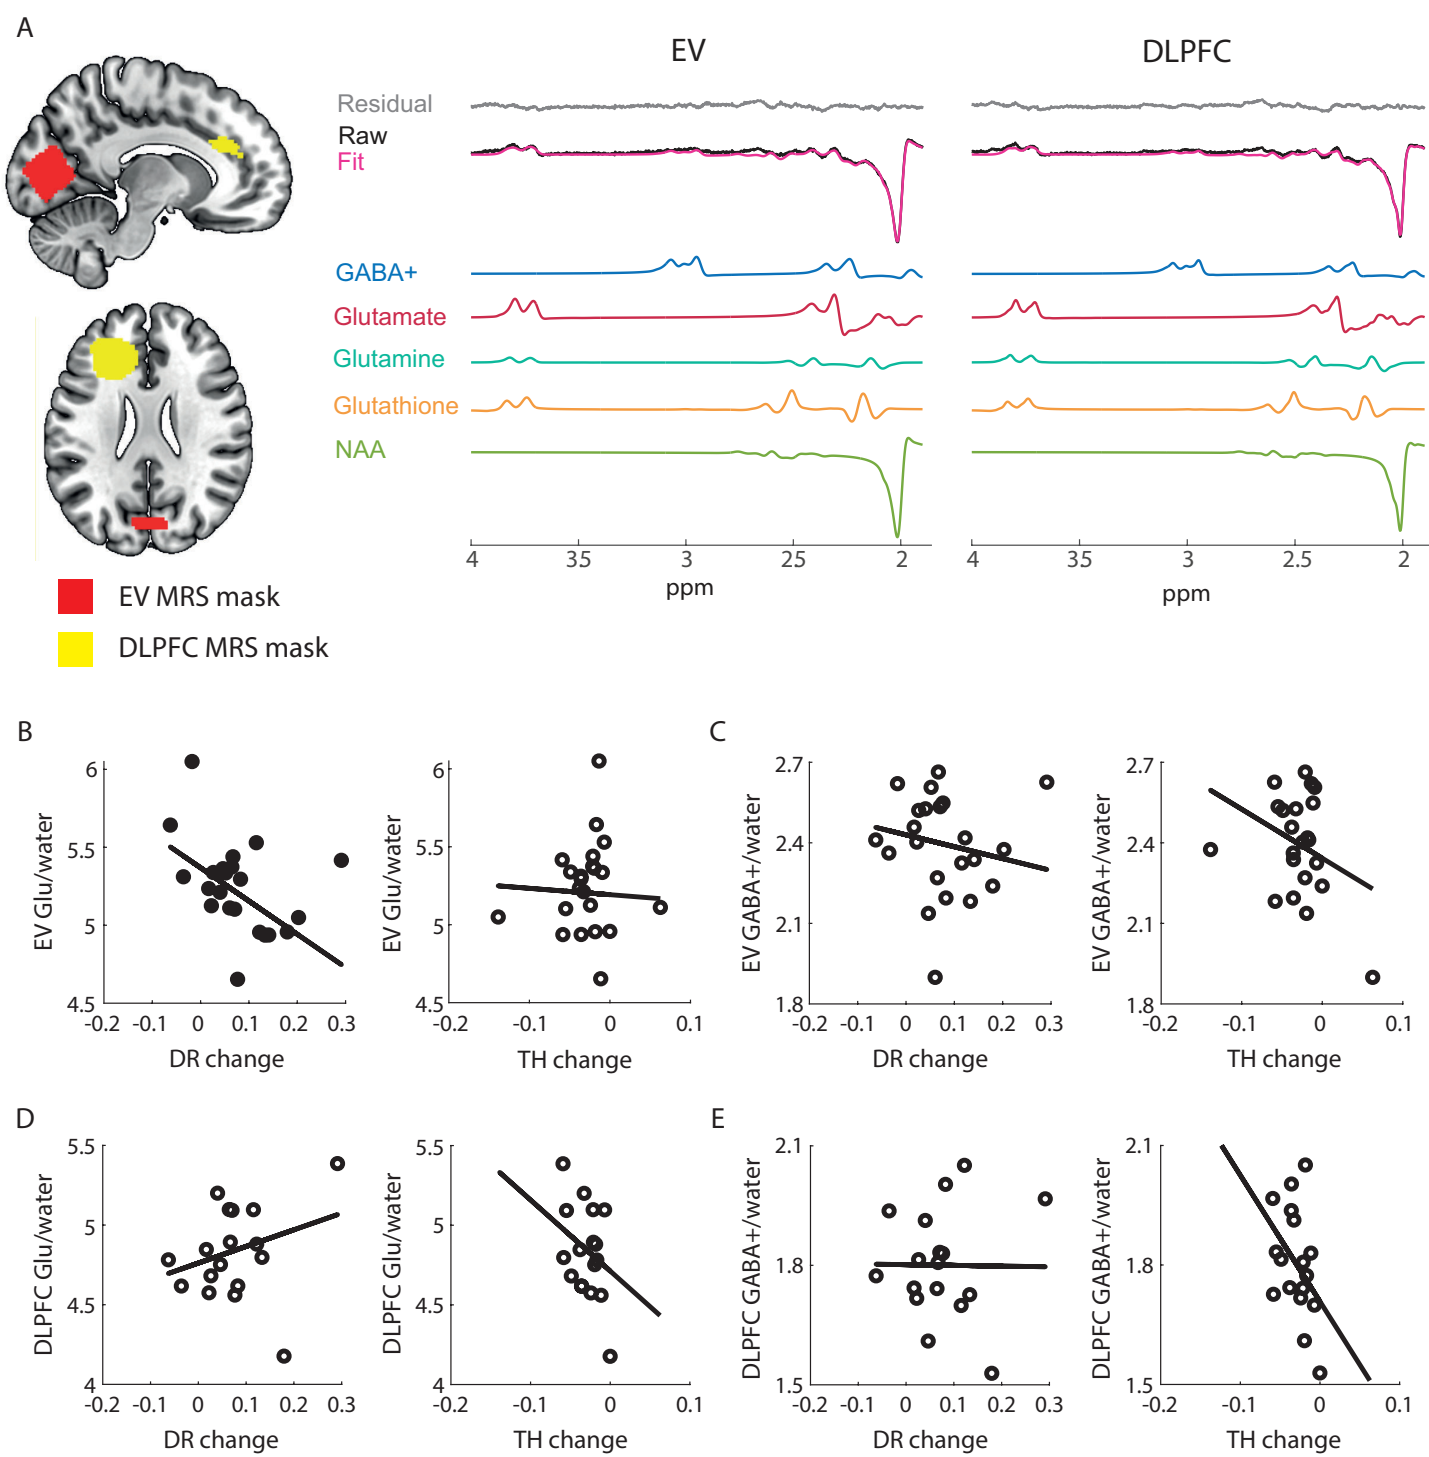 A
EV
DLPFC
Residual
Raw
Fit
GABA+
Glutamate
Glutamine
Glutathione
NAA
4 35 3 25 2
ppm
4 35 3 2.5 2
ppm
EV MRS mask
DLPFC MRS mask
B
EV Glu/water
6
5.5
5
4.5
-0.2 -0.1 0 0.1 0.2 0.3
DR change
EV Glu/water
6
5.5
5
4.5
-0.2 -0.1 0 0.1
TH change
C
EV GABA+/water
2.7
2.4
2.1
1.8
-0.2 -0.1 0 0.1 0.2 0.3
DR change
EV GABA+/water
2.7
2.4
2.1
1.8
-0.2 -0.1 0 0.1
TH change
D
DLPFC Glu/water
5.5
5
4.5
4
-0.2 -0.1 0 0.1 0.2 0.3
DR change
DLPFC Glu/water
5.5
5
4.5
4
-0.2 -0.1 0 0.1
TH change
E
DLPFC GABA+/water
2.1
1.8
1.5
-0.2 -0.1 0 0.1 0.2 0.3
DR change
DLPFC GABA+/water
2.1
1.8
1.5
-0.2 -0.1 0 0.1
TH change